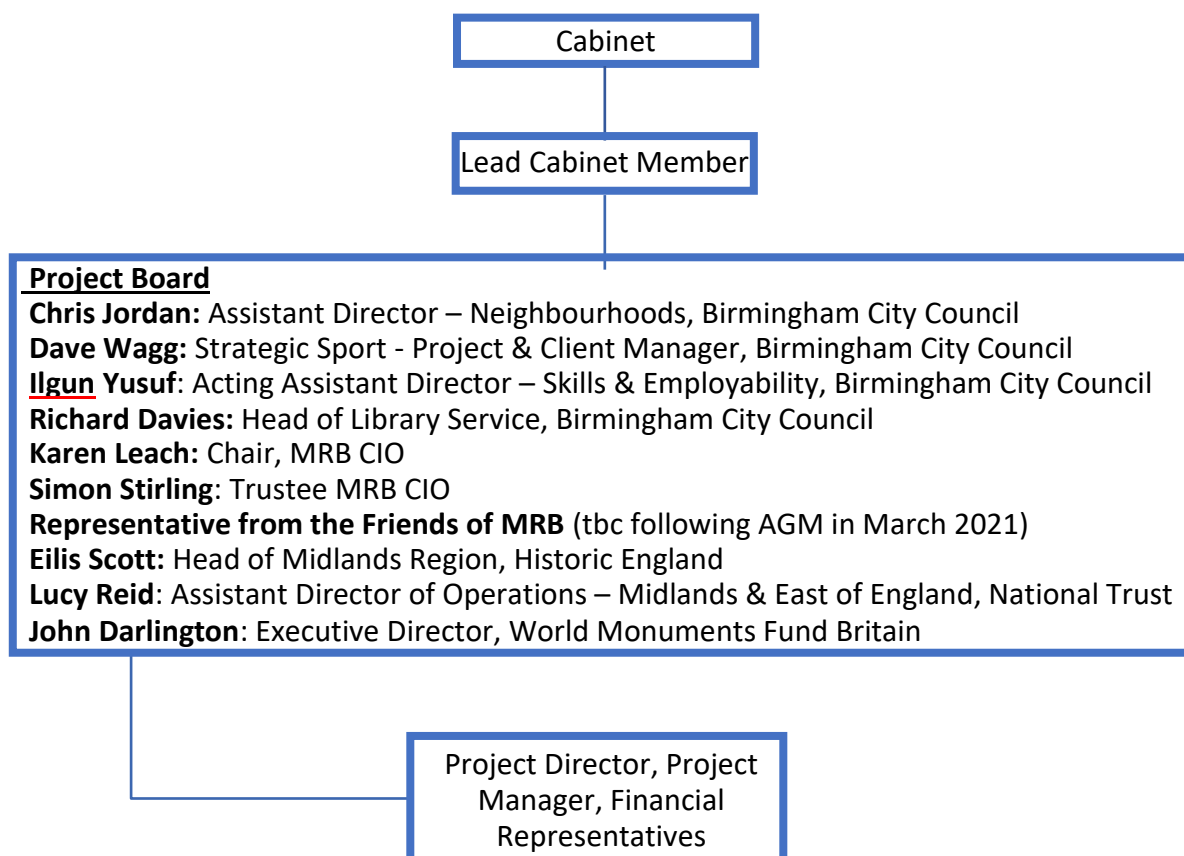 Cabinet
Lead Cabinet Member
Project Board
Chris Jordan: Assistant Director – Neighbourhoods, Birmingham City Council
Dave Wagg: Strategic Sport - Project & Client Manager, Birmingham City Council
Ilgun Yusuf: Acting Assistant Director – Skills & Employability, Birmingham City Council
Richard Davies: Head of Library Service, Birmingham City Council
Karen Leach: Chair, MRB CIO
Simon Stirling: Trustee MRB CIO
Representative from the Friends of MRB (tbc following AGM in March 2021)
Eilis Scott: Head of Midlands Region, Historic England
Lucy Reid: Assistant Director of Operations – Midlands & East of England, National Trust
John Darlington: Executive Director, World Monuments Fund Britain
Project Director, Project
Manager, Financial
Representatives